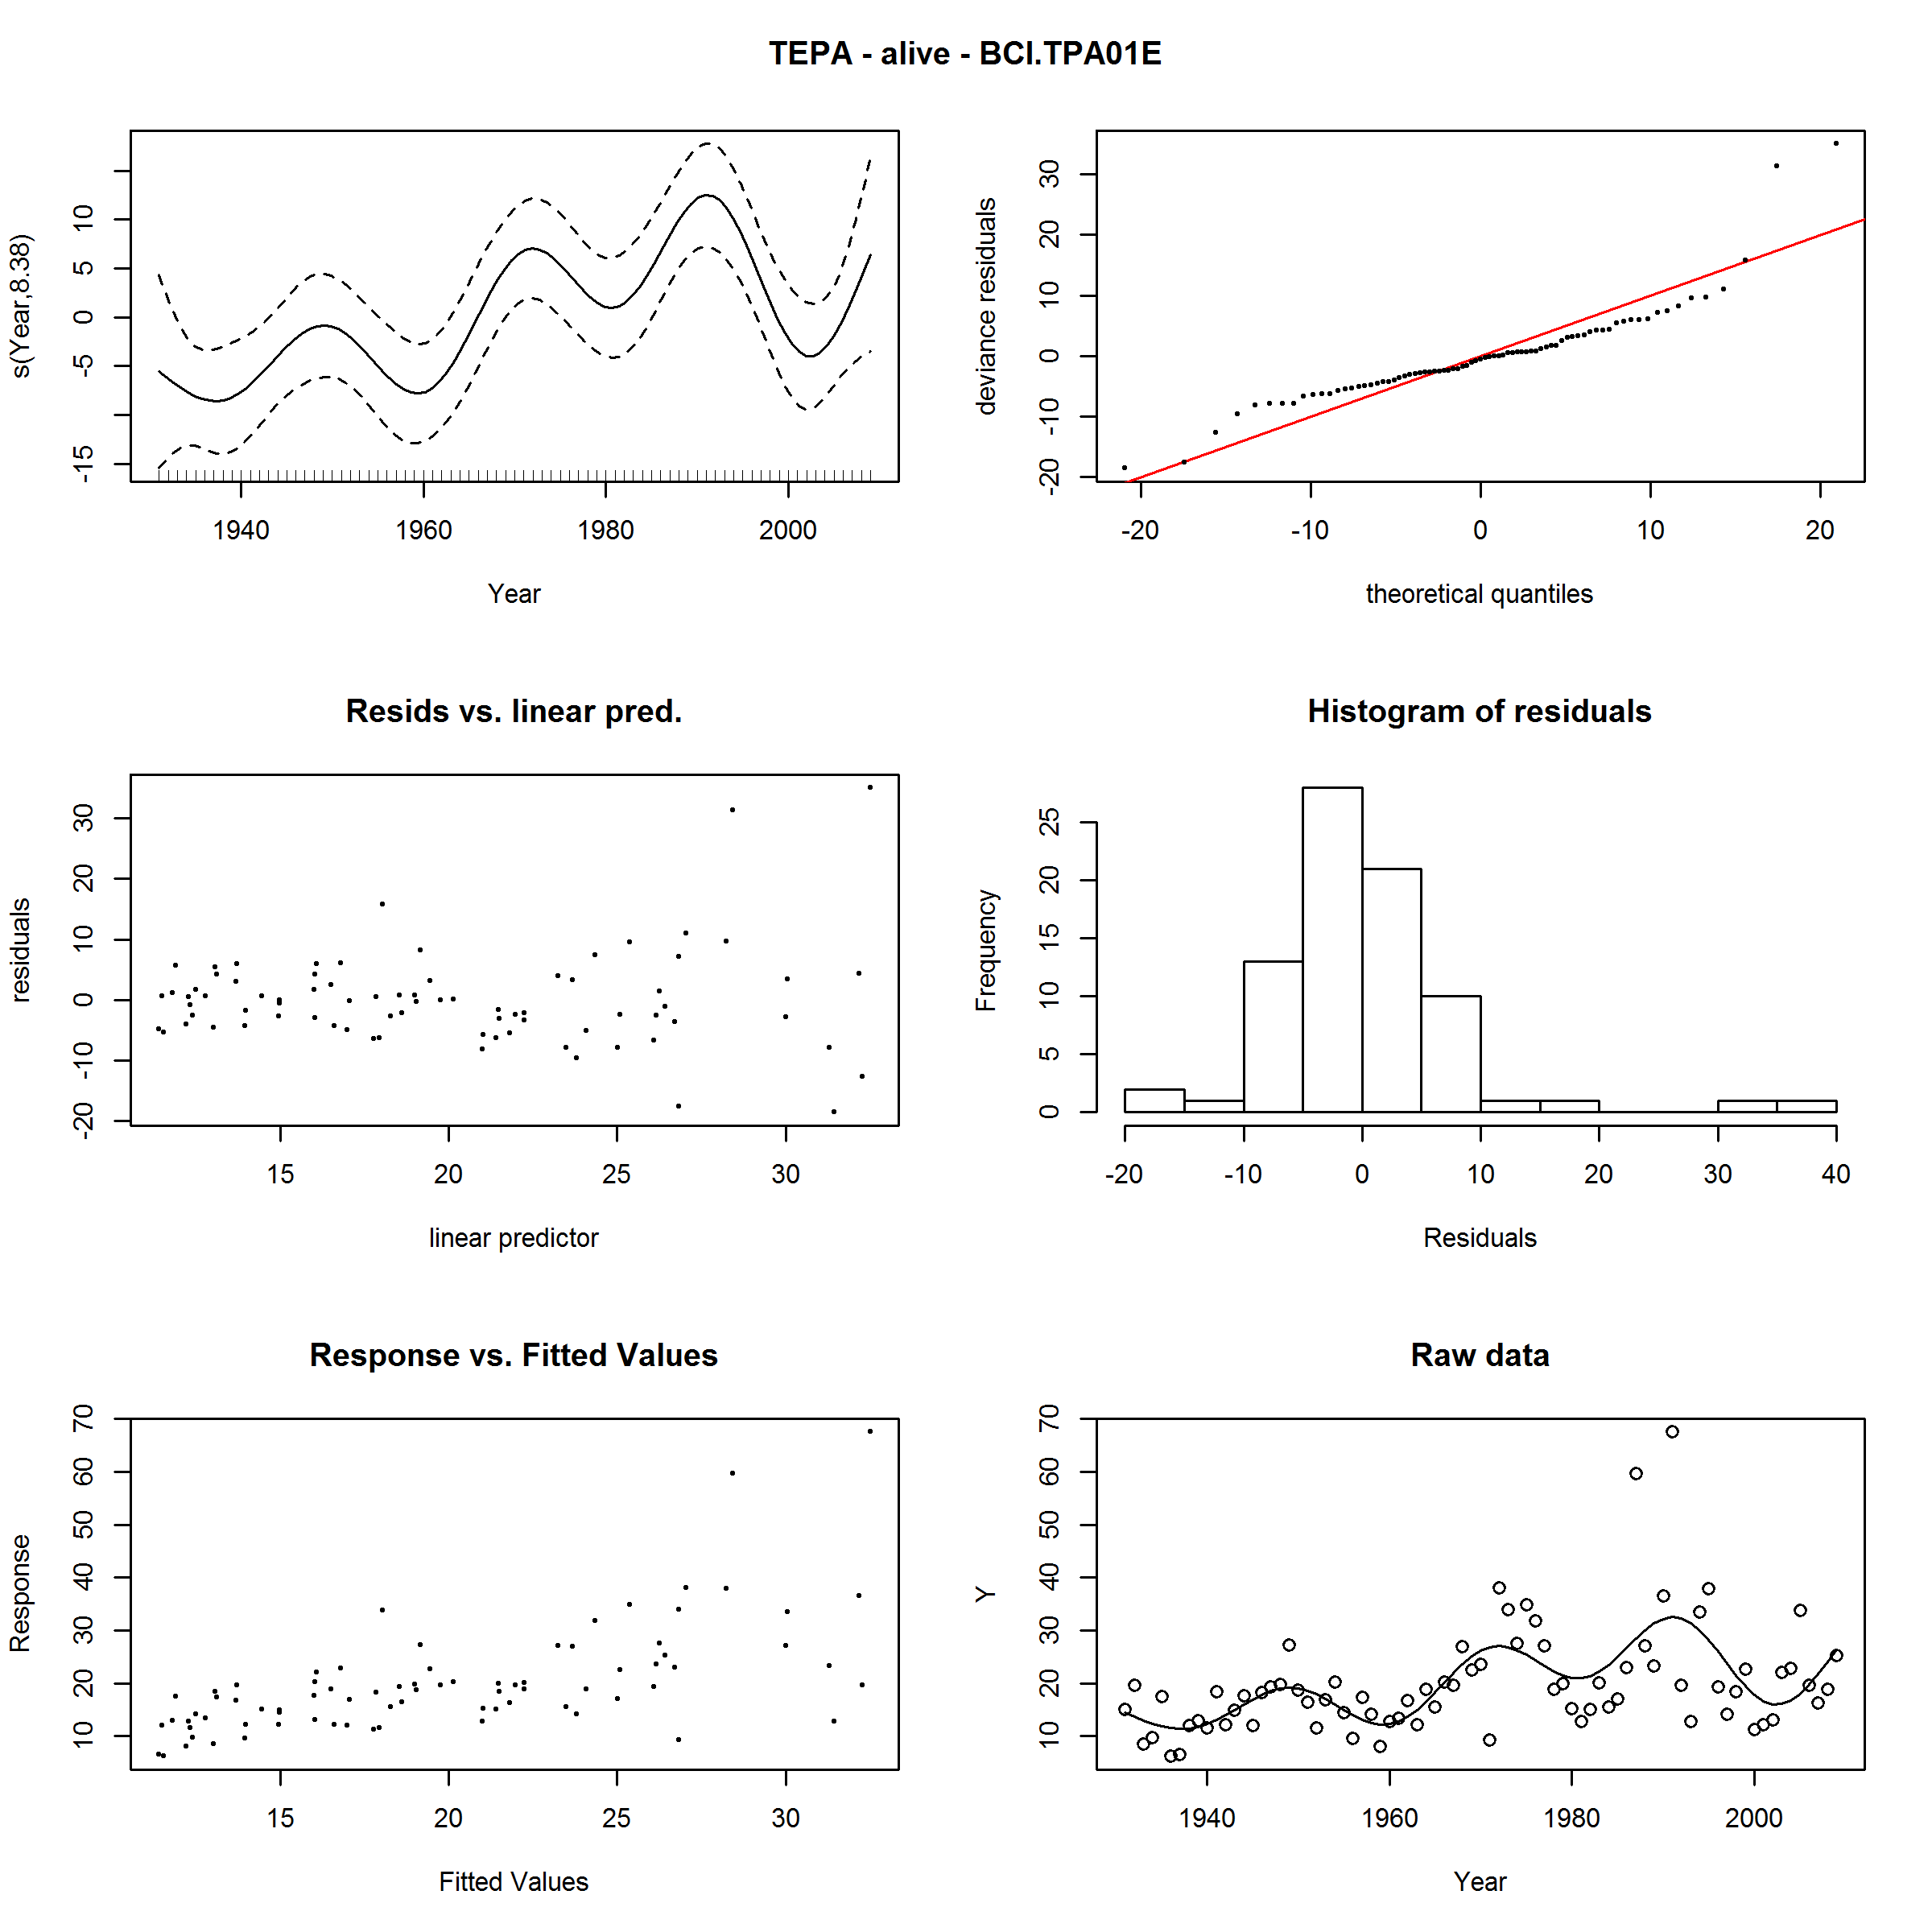 TEPA - alive - BCI.TPA01E
s(Year,8.38)
-15 -5 0 5 10
1940 1960 1980 2000
Year
deviance residuals
-20 -10 0 10 20 30
-20 -10 0 10 20
theoretical quantiles
Resids vs. linear pred.
residuals
-20 -10 0 10 20 30
15 20 25 30
linear predictor
Histogram of residuals
Frequency
0 5 10 15 20 25
-20 -10 0 10 20 30 40
Residuals
Response vs. Fitted Values
Response
10 20 30 40 50 60 70
15 20 25 30
Fitted Values
Raw data
Y
10 20 30 40 50 60 70
1940 1960 1980 2000
Year